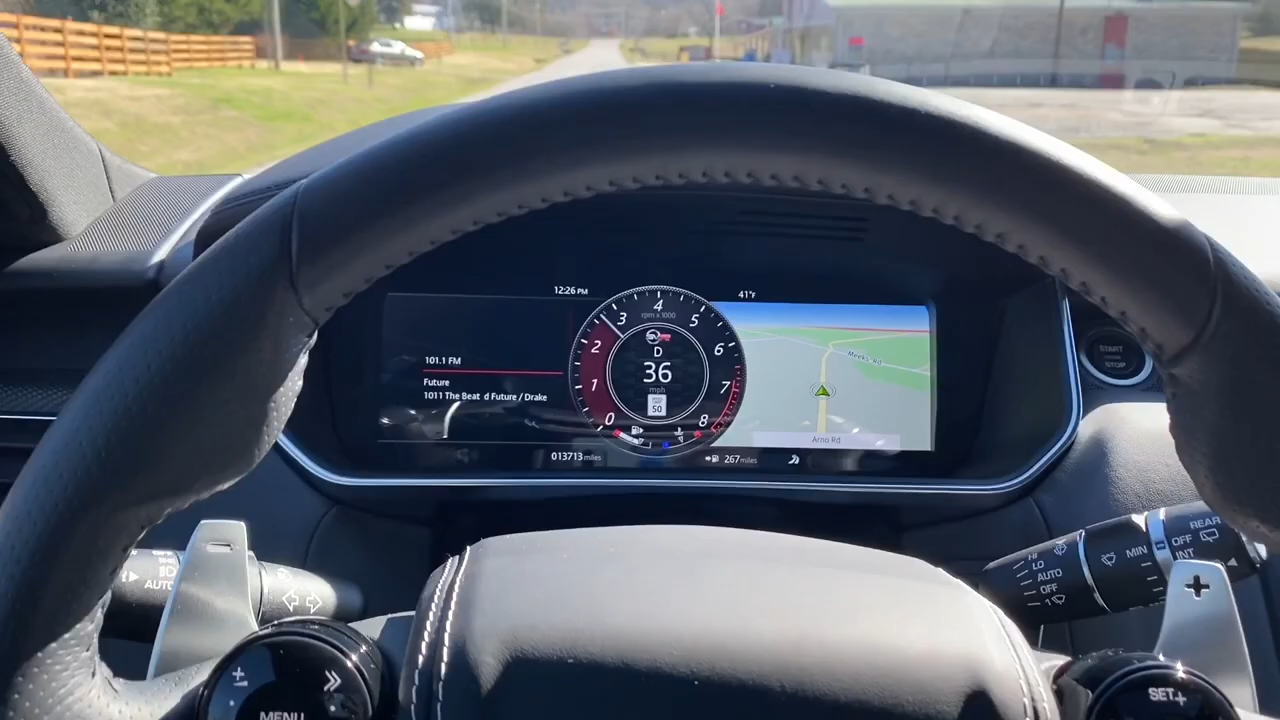 12:26 PM
41°F
4
3
5
rpm x 1000
2
6
D
101.1 FM
36
1
7
mph
Future
1011 The Beat d Future / Drake
50
0
8
Meeks Rd
Arno Rd
013713 miles
267 miles
START
STOP
AUTO
MENU
HI
LO
AUTO
OFF
1
MIN
REAR
OFF
INT
SET+